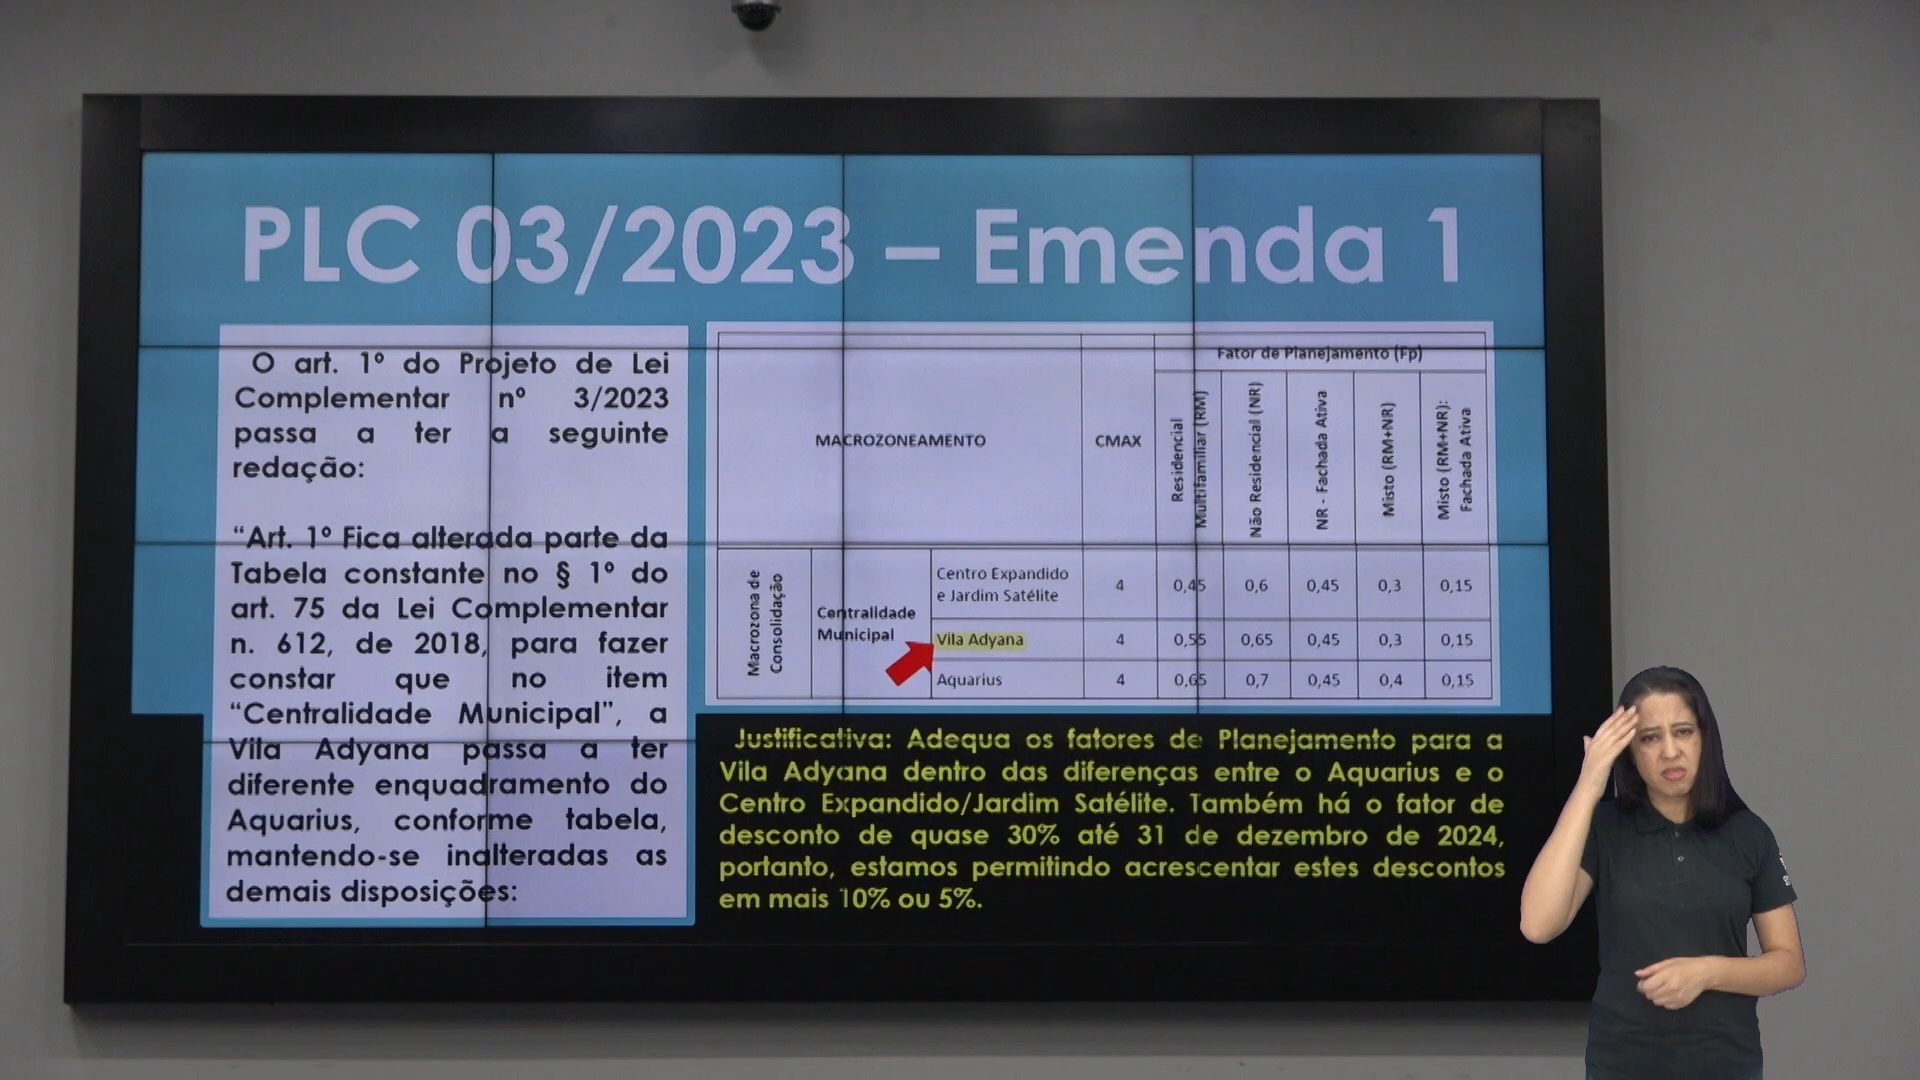 PLC 03/2023 – Emenda 1
O art. 1º do Projeto de Lei
Complementar nº 3/2023
passa a ter a seguinte
redação:
“Art. 1º Fica alterada parte da
Tabela constante no § 1º do
art. 75 da Lei Complementar
n. 612, de 2018, para fazer
constar que no item
“Centralidade Municipal”, a
Vila Adyana passa a ter
diferente enquadramento do
Aquarius, conforme tabela,
mantendo-se inalteradas as
demais disposições:
MACROZONEAMENTO
CMAX
Fator de Planejamento (Fp)
Residencial
Multifamiliar (RM)
Não Residencial (NR)
NR - Fachada Ativa
Misto (RM+NR)
Misto (RM+NR):
Fachada Ativa
Macrozona de
Consolidação
Centralidade
Municipal
Centro Expandido
e Jardim Satélite
4 0,45 0,6 0,45 0,3 0,15
Vila Adyana 4 0,55 0,65 0,45 0,3 0,15
Aquarius 4 0,65 0,7 0,45 0,4 0,15
Justificativa: Adequa os fatores de Planejamento para a
Vila Adyana dentro das diferenças entre o Aquarius e o
Centro Expandido/Jardim Satélite. Também há o fator de
desconto de quase 30% até 31 de dezembro de 2024,
portanto, estamos permitindo acrescentar estes descontos
em mais 10% ou 5%.